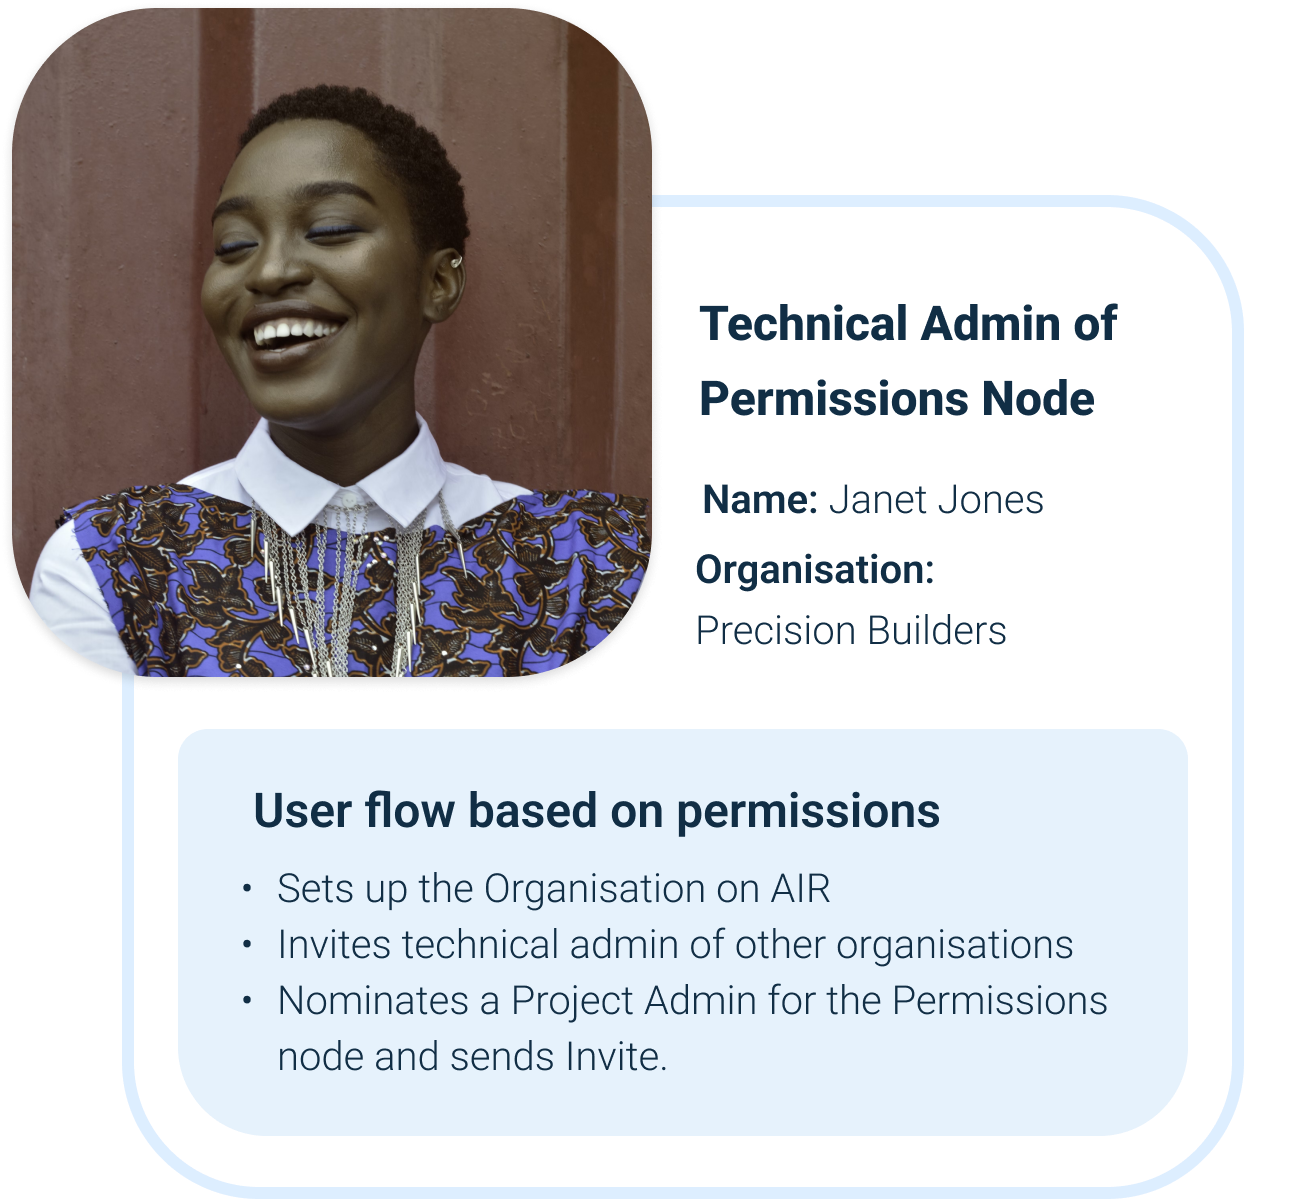 Technical Admin of
Permissions Node
Name: Janet Jones
Organisation:
Precision Builders
User flow based on permissions
• Sets up the Organisation on AIR
• Invites technical admin of other organisations
• Nominates a Project Admin for the Permissions
node and sends Invite.